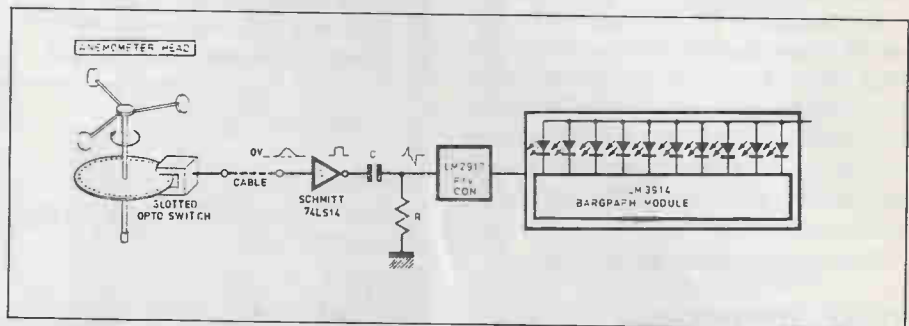 ANEMOMETER HEAD
SLOTTED
OPTO SWITCH
0V
CABLE
SCHMITT
74LS14
C
R
LM2917
CON
LM3914
BARGRAPH MODULE